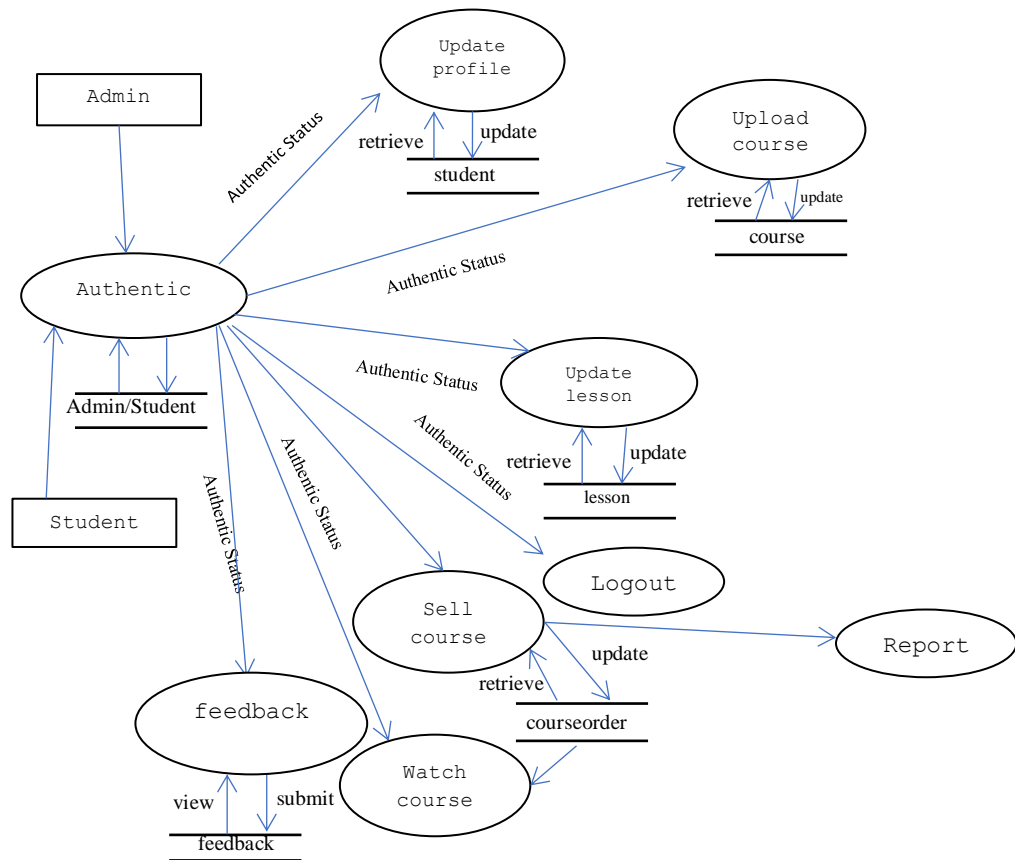 Update
profile
Admin
Upload
course
retrieve
update
student
Authentic Status
retrieve
update
course
Authentic Status
Authentic
Authentic Status
Update
lesson
Admin/Student
retrieve
update
lesson
Authentic Status
Authentic Status
Authentic Status
Student
Logout
Sell
course
Report
update
retrieve
courseorder
feedback
Watch
course
view
submit
feedback